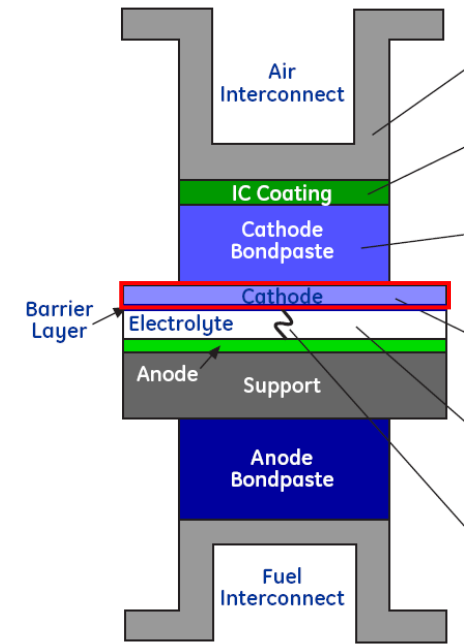 Air
Interconnect
IC Coating
Cathode
Bondpaste
Cathode
Barrier
Layer
Electrolyte
Anode
Support
Anode
Bondpaste
Fuel
Interconnect